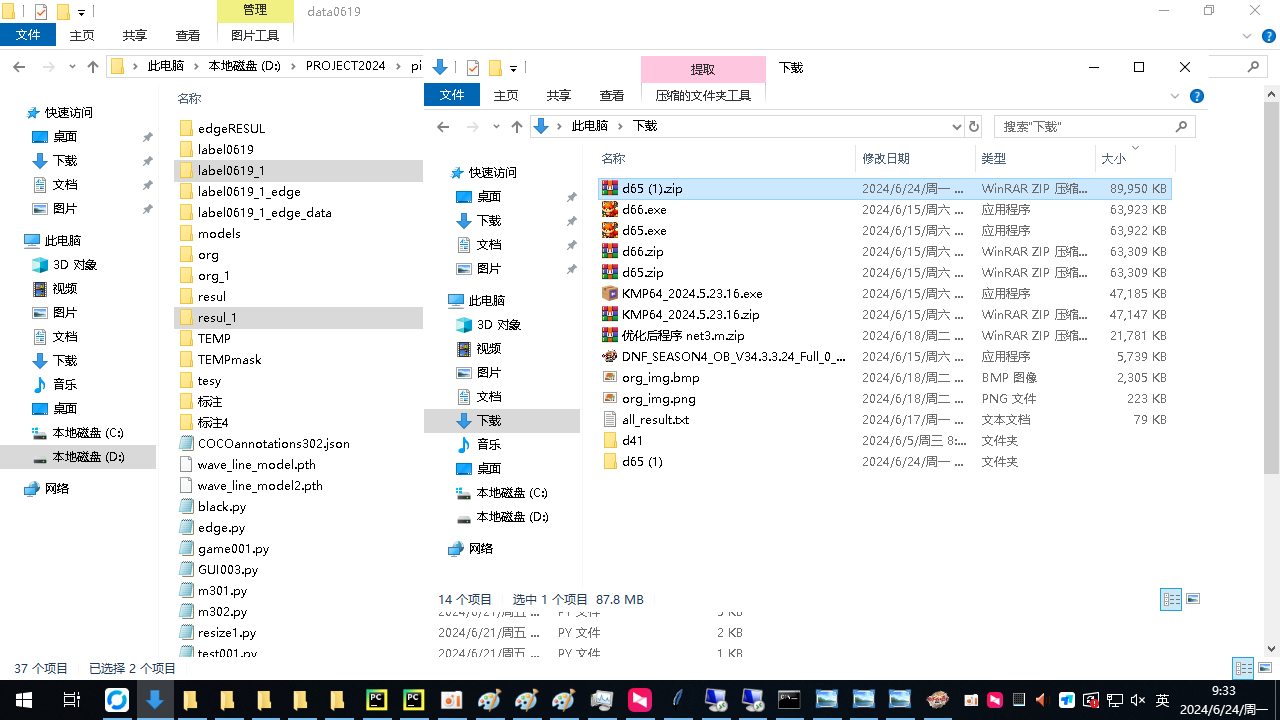 管理
data0619
文件
主页
共享
查看
图片工具
此电脑
本地磁盘 (D:)
PROJECT2024
pi
快速访问
桌面
下载
文档
图片
此电脑
3D 对象
视频
图片
文档
下载
音乐
桌面
本地磁盘 (C:)
本地磁盘 (D:)
网络
名称
edgeRESUL
label0619
label0619_1
label0619_1_edge
label0619_1_edge_data
models
org
org_1
resul
resul_1
TEMP
TEMPmask
tesy
标注
标注4
COCOannotations302.json
wave_line_model.pth
wave_line_model2.pth
black.py
edge.py
game001.py
GUI003.py
m301.py
m302.py
resize1.py
test001.py
提取
下载
文件
主页
共享
查看
压缩的文件夹工具
此电脑
下载
搜索"下载"
快速访问
桌面
下载
文档
图片
此电脑
3D 对象
视频
图片
文档
下载
音乐
桌面
本地磁盘 (C:)
本地磁盘 (D:)
网络
名称 修改日期 类型 大小
d65 (1).zip 2024/6/24/周一 ... WinRAR ZIP 压缩... 89,950 KB
d66.exe 2024/6/15/周六 ... 应用程序 63,923 KB
d65.exe 2024/6/15/周六 ... 应用程序 63,922 KB
d66.zip 2024/6/15/周六 ... WinRAR ZIP 压缩... 63,309 KB
d65.zip 2024/6/15/周六 ... WinRAR ZIP 压缩... 63,309 KB
KMP64_2024.5.23.16.exe 2024/6/15/周六 ... 应用程序 47,185 KB
KMP64_2024.5.23.16.zip 2024/6/15/周六 ... WinRAR ZIP 压缩... 47,147 KB
优化后程序 net3.m.zip 2024/6/18/周二 ... WinRAR ZIP 压缩... 21,781 KB
DNF_SEASON4_OB_V34.3.3.24_Full_0_... 2024/6/15/周六 ... 应用程序 5,739 KB
org_img.bmp 2024/6/18/周二 ... BMP 图像 2,305 KB
org_img.png 2024/6/18/周二 ... PNG 文件 223 KB
all_result.txt 2024/6/17/周一 ... 文本文档 79 KB
d41 2024/6/5/周三 8:... 文件夹
d65 (1) 2024/6/24/周一 ... 文件夹
14 个项目 选中 1 个项目 87.8 MB
2024/6/21/周五 ... PY 文件 3 KB
2024/6/21/周五 ... PY 文件 2 KB
2024/6/21/周五 ... PY 文件 1 KB
37 个项目 已选择 2 个项目
英
9:33
2024/6/24/周一